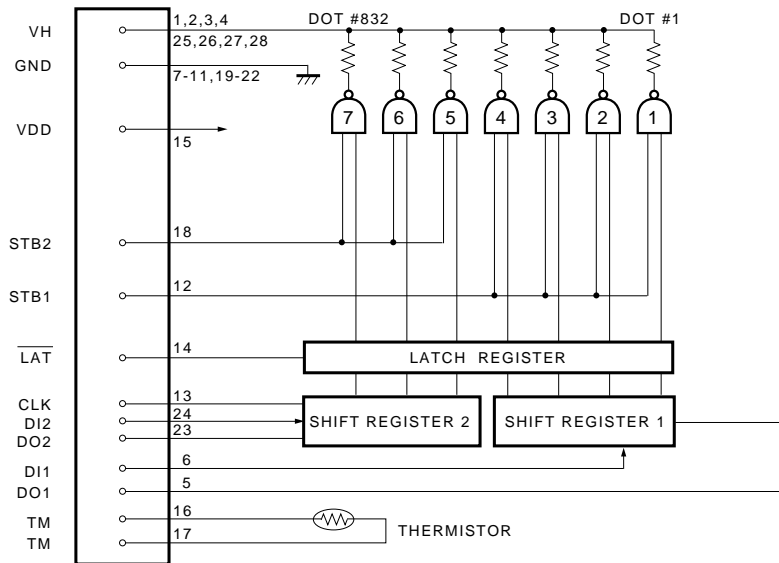 DOT #832
DOT #1
VH
1,2,3,4
25,26,27,28
GND
7-11,19-22
7
6
5
4
3
2
1
VDD
15
STB2
18
STB1
12
LAT
14
LATCH REGISTER
CLK
13
DI2
24
DO2
23
SHIFT REGISTER 2
SHIFT REGISTER 1
DI1
6
DO1
5
TM
16
TM
17
THERMISTOR